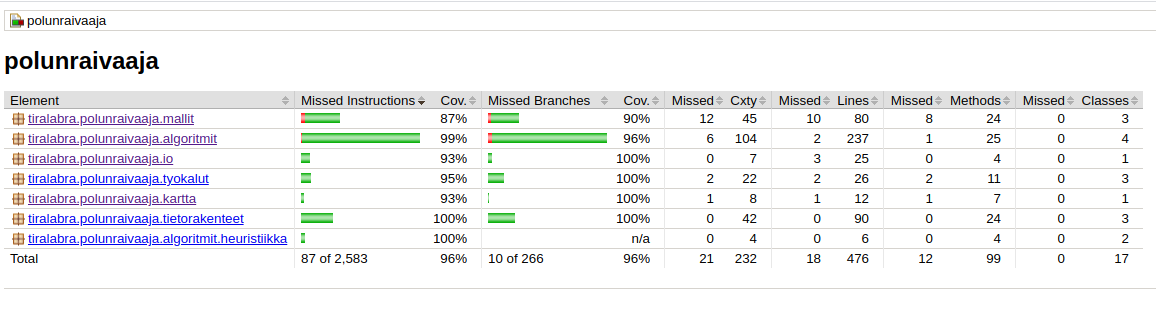 polunraivaaja
polunraivaaja
Element Missed Instructions Cov. Missed Branches Cov. Missed Cxty Missed Lines Missed Methods Missed Classes
tiralabra.polunraivaaja.mallit 87% 90% 12 45 10 80 8 24 0 3
tiralabra.polunraivaaja.algoritmit 99% 96% 6 104 2 237 1 25 0 4
tiralabra.polunraivaaja.io 93% 100% 0 7 3 25 0 4 0 1
tiralabra.polunraivaaja.tyokalut 95% 100% 2 22 2 26 2 11 0 3
tiralabra.polunraivaaja.kartta 93% 100% 1 8 1 12 1 7 0 1
tiralabra.polunraivaaja.tietorakenteet 100% 100% 0 42 0 90 0 24 0 3
tiralabra.polunraivaaja.algoritmit.heuristiikka 100% n/a 0 4 0 6 0 4 0 2
Total 87 of 2,583 96% 10 of 266 96% 21 232 18 476 12 99 0 17